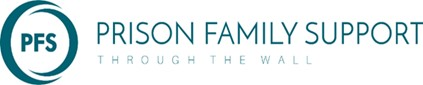 PFS
PRISON FAMILY SUPPORT
THROUGH THE WALL